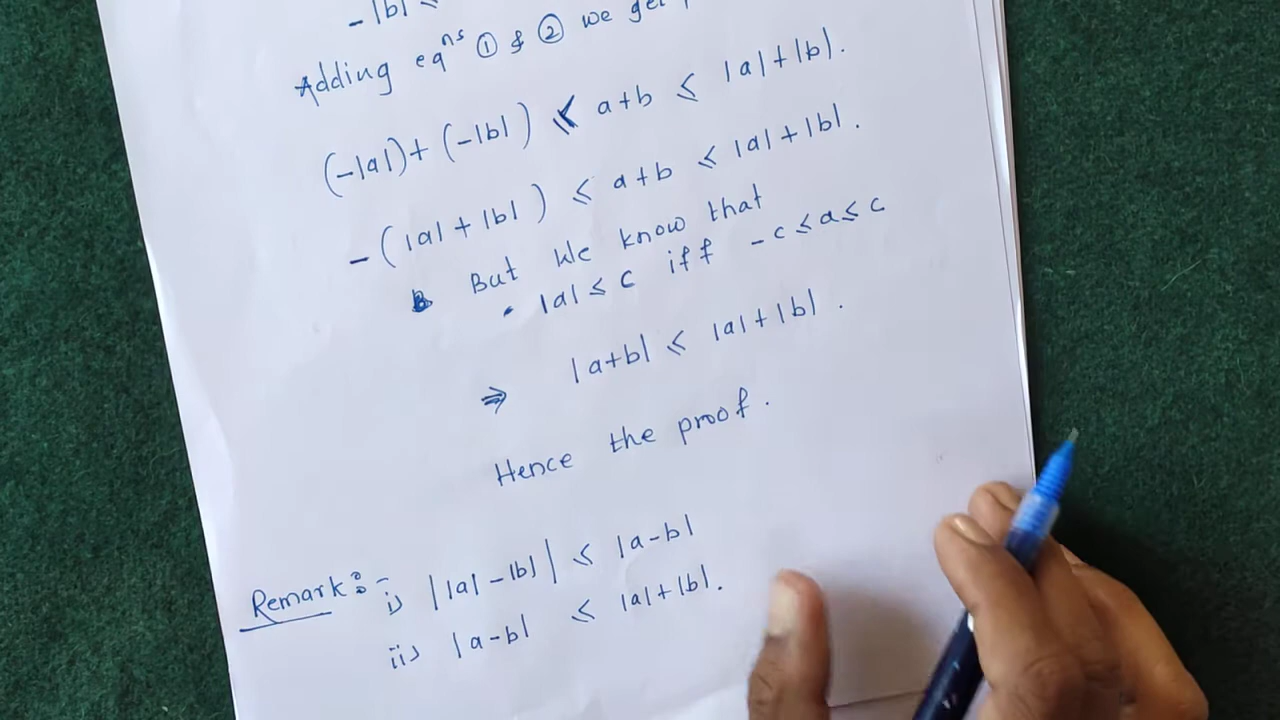 -|b| ≤
Adding eqns ① & ② we get
(-|a|)+ (-|b|) ≤ a+b ≤ |a|+|b|.
-(|a|+|b|) ≤ a+b ≤ |a|+|b|.
But We know that
|a| ≤ c iff -c ≤ a ≤ c
⇒ |a+b| ≤ |a|+|b|.
Hence the proof.
Remark:- i) ||a|-|b|| ≤ |a-b|
ii) |a-b| ≤ |a|+|b|.